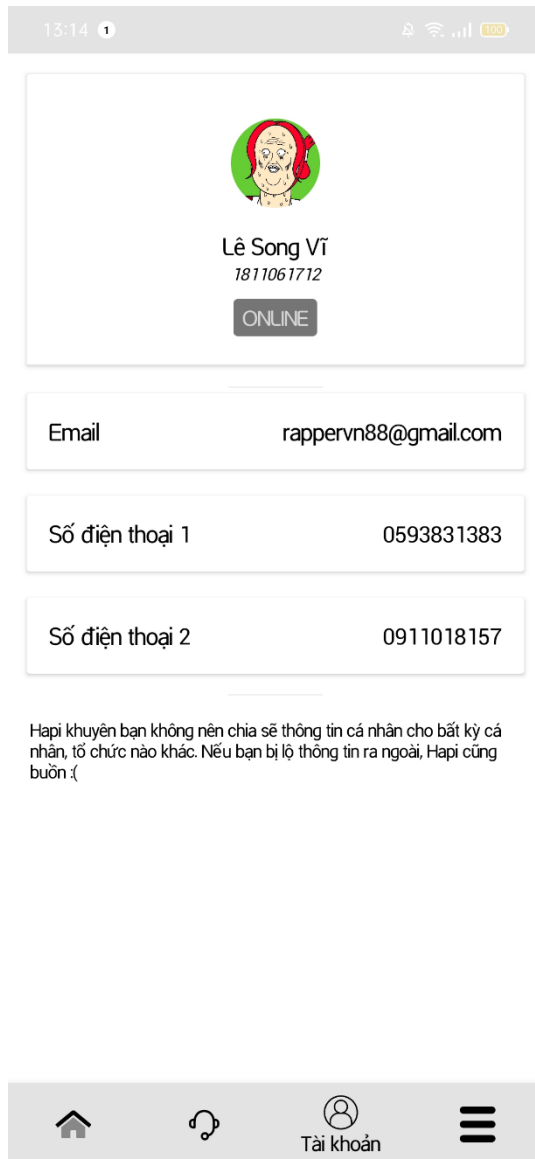 13:14 1
100
Lê Song Vĩ
1811061712
ONLINE
Email rappervn88@gmail.com
Số điện thoại 1 0593831383
Số điện thoại 2 0911018157
Hapi khuyên bạn không nên chia sẽ thông tin cá nhân cho bất kỳ cá
nhân, tổ chức nào khác. Nếu bạn bị lộ thông tin ra ngoài, Hapi cũng
buồn :(
Tài khoản